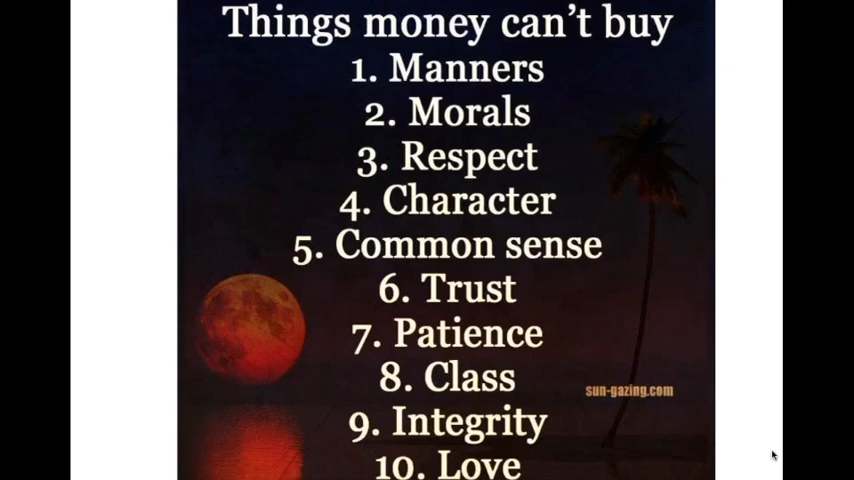 Things money can't buy
1. Manners
2. Morals
3. Respect
4. Character
5. Common sense
6. Trust
7. Patience
8. Class
sun-gazing.com
9. Integrity
10. Love